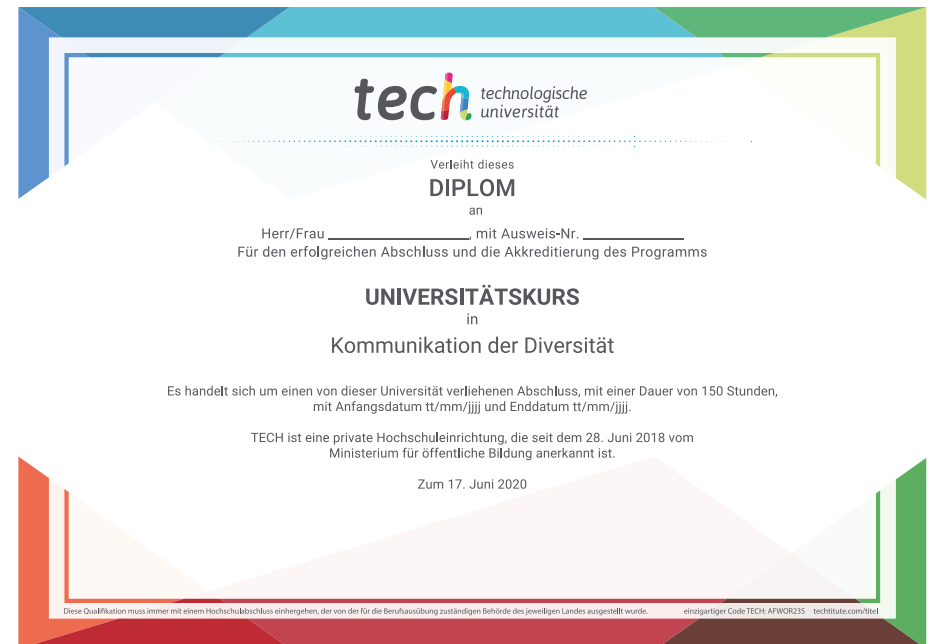 tech technologische
universität
Verleiht dieses
DIPLOM
an
Herr/Frau ____________________, mit Ausweis-Nr. ______________
Für den erfolgreichen Abschluss und die Akkreditierung des Programms
UNIVERSITÄTSKURS
in
Kommunikation der Diversität
Es handelt sich um einen von dieser Universität verliehenen Abschluss, mit einer Dauer von 150 Stunden,
mit Anfangsdatum tt/mm/jjjj und Enddatum tt/mm/jjjj.
TECH ist eine private Hochschuleinrichtung, die seit dem 28. Juni 2018 vom
Ministerium für öffentliche Bildung anerkannt ist.
Zum 17. Juni 2020
Diese Qualifikation muss immer mit einem Hochschulabschluss einhergehen, der von der für die Berufsausübung zuständigen Behörde des jeweiligen Landes ausgestellt wurde. einzigartiger Code TECH: AFWOR23S techtitute.com/titel